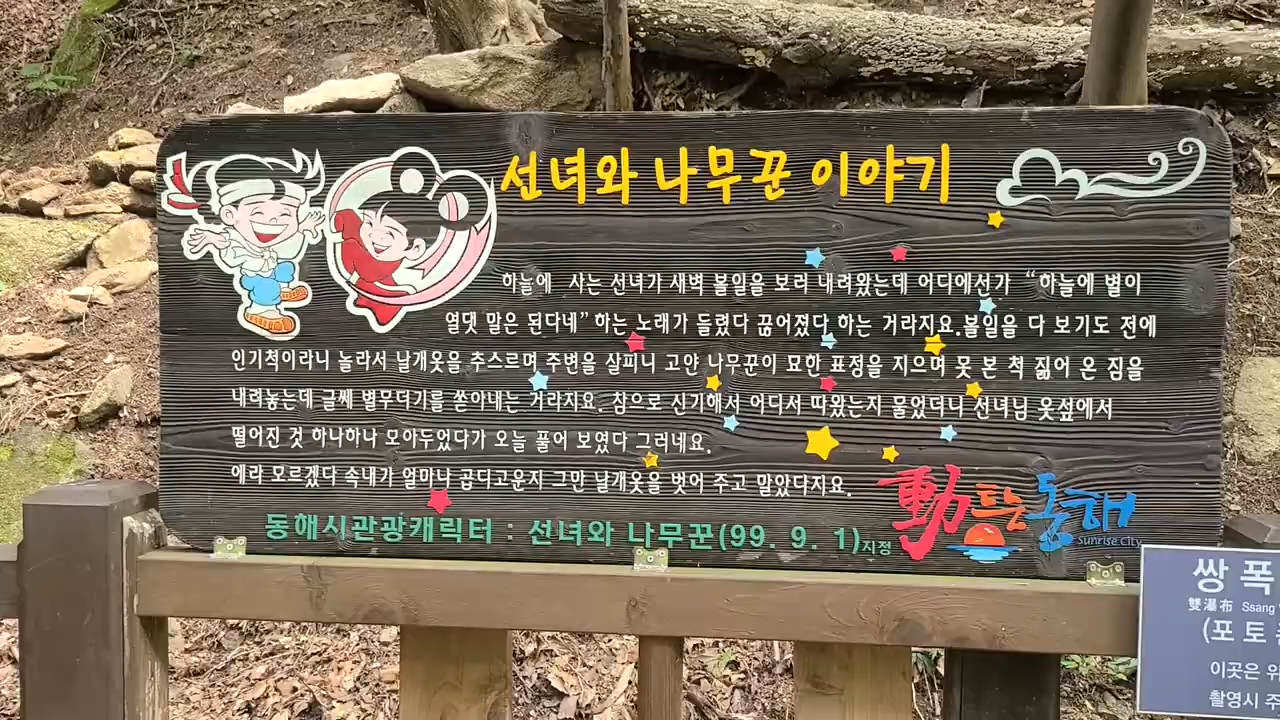 선녀와 나무꾼 이야기
하늘에 사는 선녀가 새벽 볼일을 보러 내려왔는데 어디에선가 “하늘에 별이
열댓 말은 된다네”하는 노래가 들렸다 끊어졌다 하는 거라지요.볼일을 다 보기도 전에
인기척이라니 놀라서 날개옷을 추스르며 주변을 살피니 고얀 나무꾼이 묘한 표정을 지으며 못 본 척 짊어 온 짐을
내려놓는데 글쎄 별무더기를 쏟아내는 거라지요. 참으로 신기해서 어디서 따왔는지 물었더니 선녀님 옷섶에서
떨어진 것 하나하나 모아두었다가 오늘 풀어 보였다 그러네요.
에라 모르겠다 속내가 얼마나 곱디고운지 그만 날개옷을 벗어 주고 말았다지요.
동해시관광캐릭터 : 선녀와 나무꾼(99. 9. 1)지정
動트는동해
Sunrise City
쌍 폭
雙瀑布 Ssang
(포 토
이곳은 위
촬영시 주